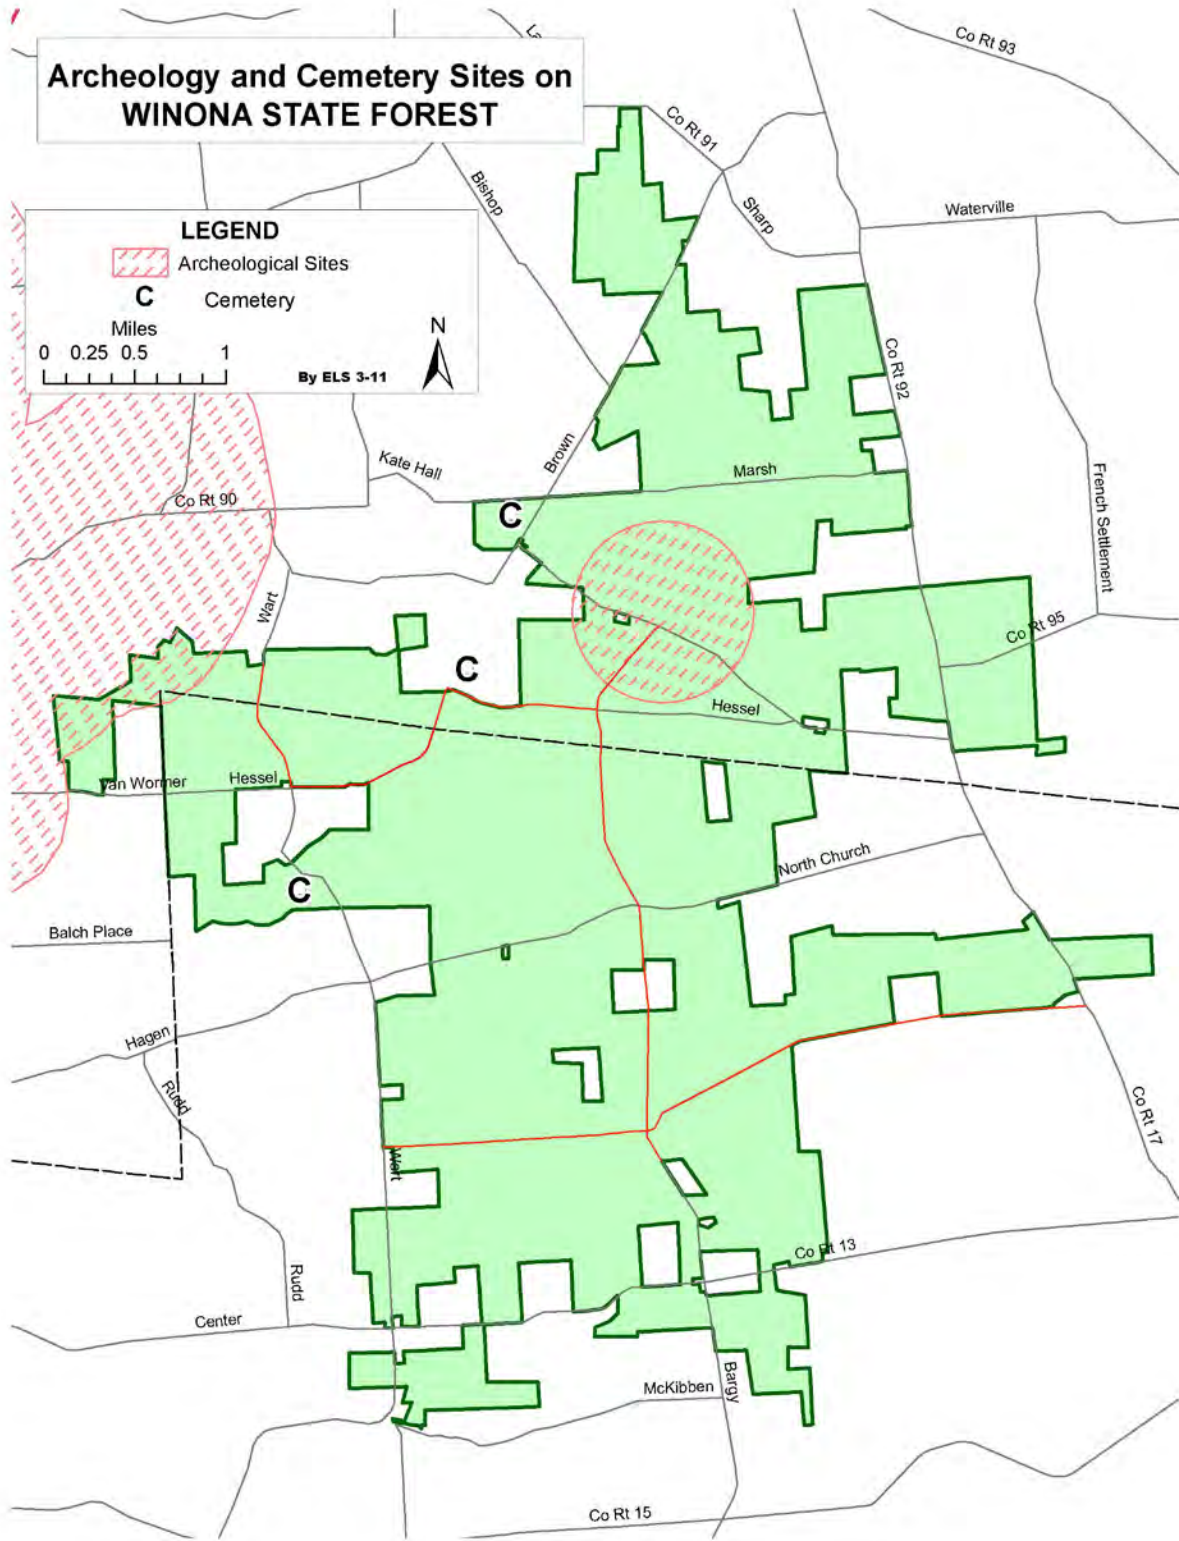 Co Rt 93
Archeology and Cemetery Sites on
WINONA STATE FOREST
Co Rt 91
Bishop
Sharp
Waterville
LEGEND
Archeological Sites
C Cemetery
Miles
0 0.25 0.5 1
N
By ELS 3-11
Co Rt 92
Brown
Kate Hall
Marsh
Co Rt 90
French Settlement
C
Wart
Co Rt 95
C
Hessel
Van Wormer
Hessel
North Church
C
Balch Place
Hagen
Rudd
Co Rt 17
Wart
Co Rt 13
Rudd
Center
McKibben
Bargy
Co Rt 15